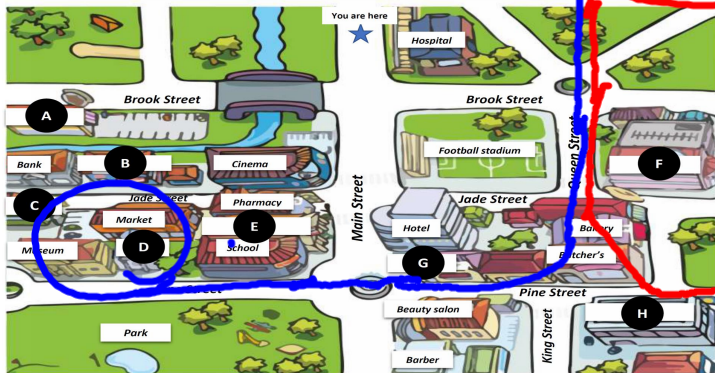 You are here
Hospital
Brook Street
Brook Street
A
Bank
B
Cinema
Football stadium
Queen Street
F
C
Jade Street
Pharmacy
Main Street
Jade Street
Market
E
Hotel
Bakery
Museum
D
School
G
Butcher's
Street
Pine Street
H
Beauty salon
King Street
Park
Barber